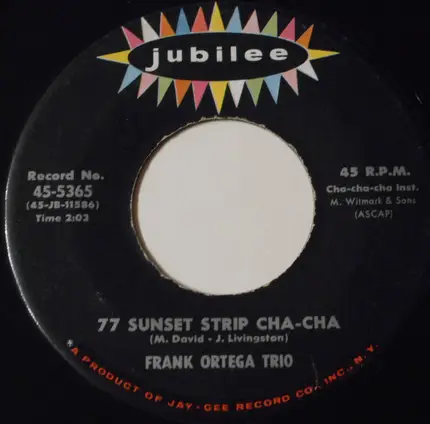 jubilee
Record No.
45-5365
(45-JB-11586)
Time 2:03
45 R.P.M.
Cha-cha-cha Inst.
M. Witmark & Sons
(ASCAP)
77 SUNSET STRIP CHA-CHA
(M. David - J. Livingston)
FRANK ORTEGA TRIO
A PRODUCT OF JAY-GEE RECORD CO. INC., N.Y.